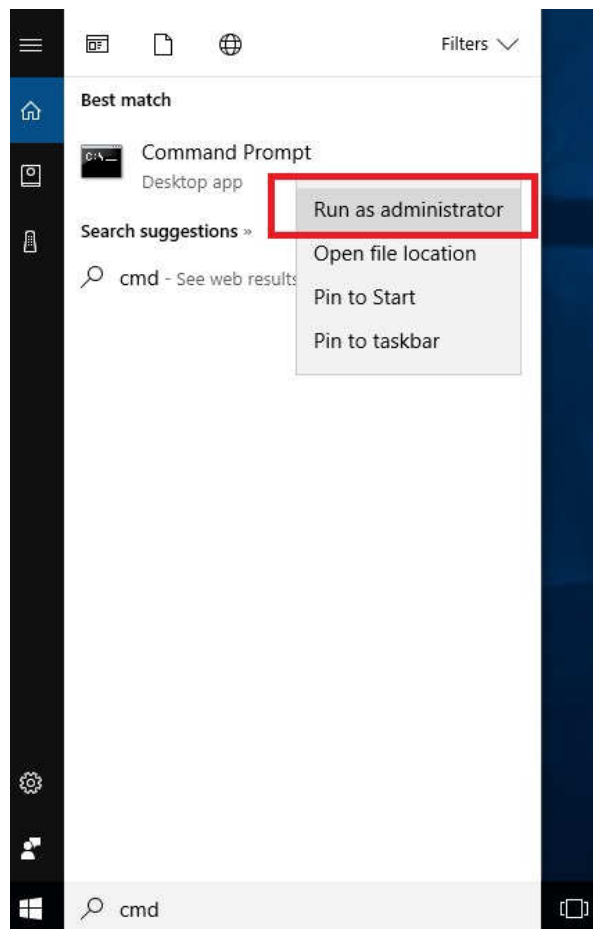 Filters
Best match
Command Prompt
Desktop app
Run as administrator
Search suggestions »
Open file location
cmd - See web results
Pin to Start
Pin to taskbar
cmd